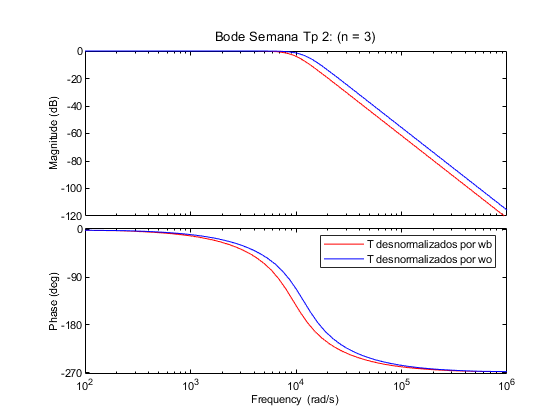 Bode Semana Tp 2: (n = 3)
0
-20
-40
-60
-80
-100
-120
Magnitude (dB)
0
-90
-180
-270
Phase (deg)
T desnormalizados por wb
T desnormalizados por wo
10^2 10^3 10^4 10^5 10^6
Frequency (rad/s)